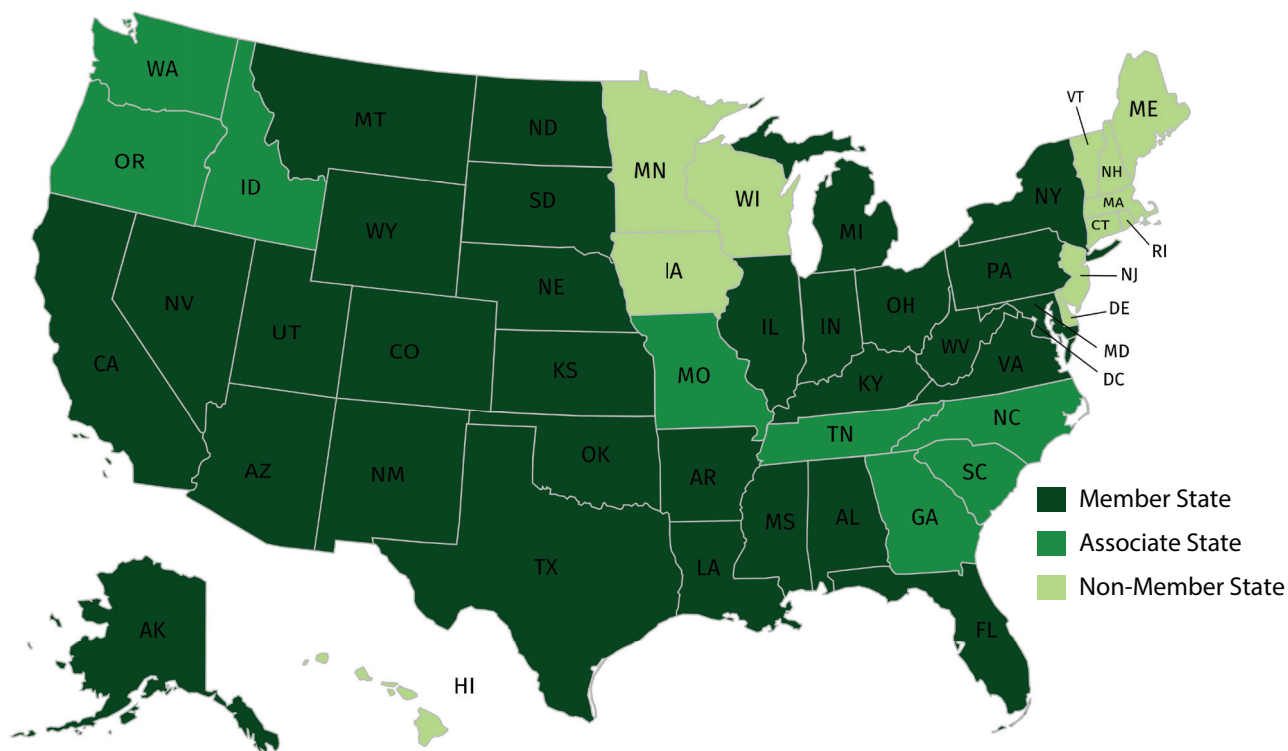 WA
MT
ND
VT
ME
OR
ID
MN
NH
SD
WI
NY
MA
WY
MI
CT
RI
IA
PA
NJ
NE
NV
OH
DE
UT
IL
IN
CO
WV
MD
CA
KS
MO
VA
KY
DC
NC
TN
OK
AZ
NM
AR
SC
Member State
MS
AL
GA
Associate State
TX
LA
Non-Member State
AK
FL
HI